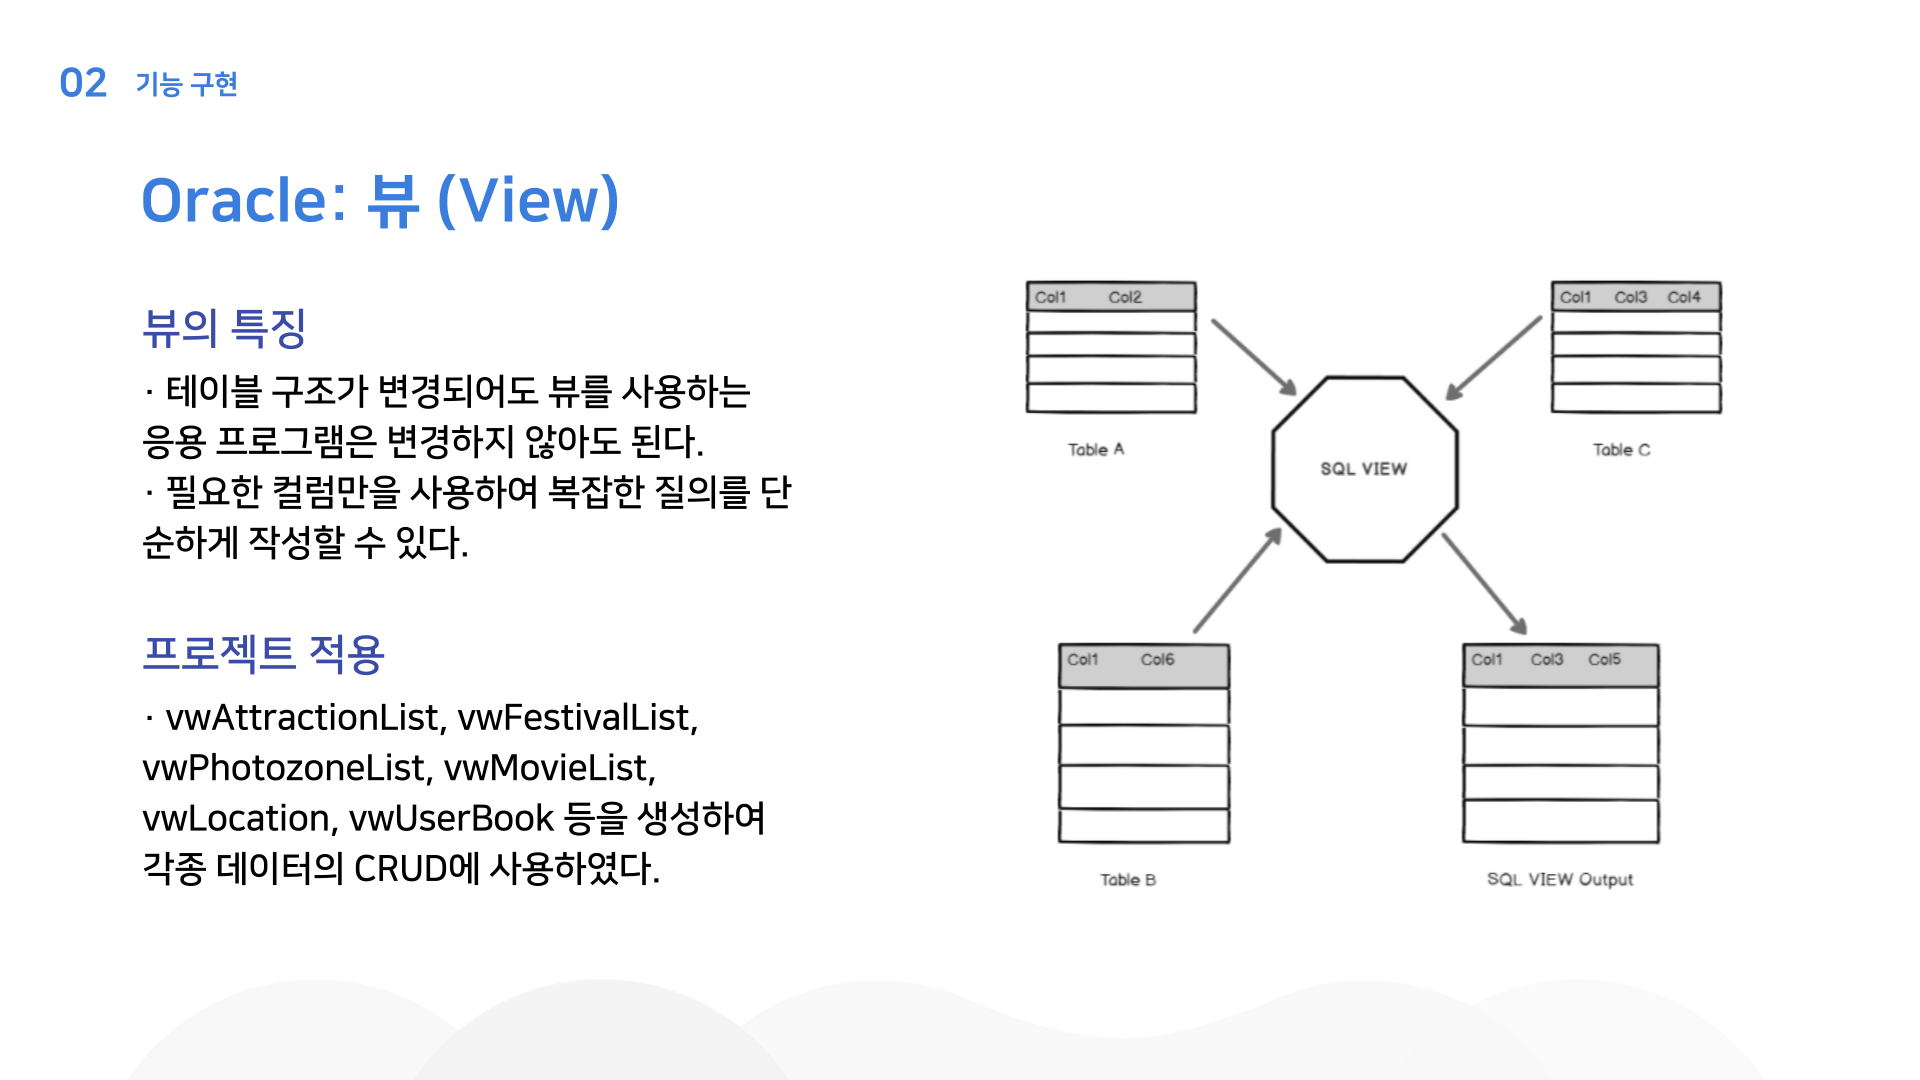 02 기능 구현
Oracle: 뷰 (View)
뷰의 특징
· 테이블 구조가 변경되어도 뷰를 사용하는
응용 프로그램은 변경하지 않아도 된다.
· 필요한 컬럼만을 사용하여 복잡한 질의를 단
순하게 작성할 수 있다.
프로젝트 적용
· vwAttractionList, vwFestivalList,
vwPhotozoneList, vwMovieList,
vwLocation, vwUserBook 등을 생성하여
각종 데이터의 CRUD에 사용하였다.
Col1 Col2
Table A
Col1 Col3 Col4
Table C
SQL VIEW
Col1 Col6
Table B
Col1 Col3 Col5
SQL VIEW Output